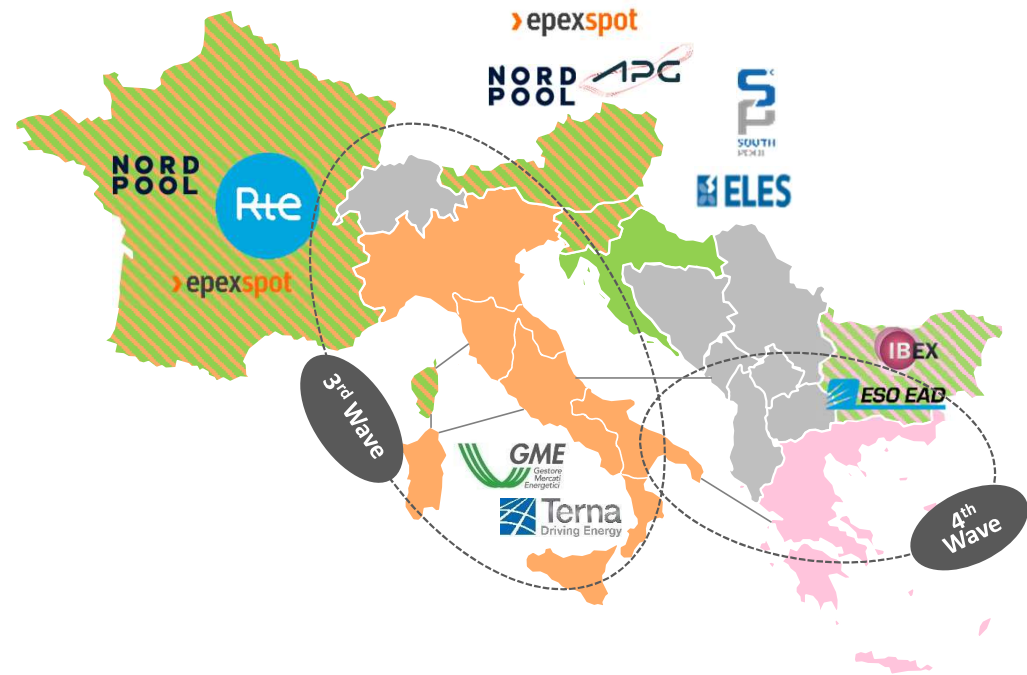 epexspot
NORD
POOL
APG
S
P
SOUTH
POOL
ELES
NORD
POOL
Rte
epexspot
IBEX
ESO EAD
3rd Wave
GME
Gestore
Mercati
Energetici
Terna
Driving Energy
4th
Wave